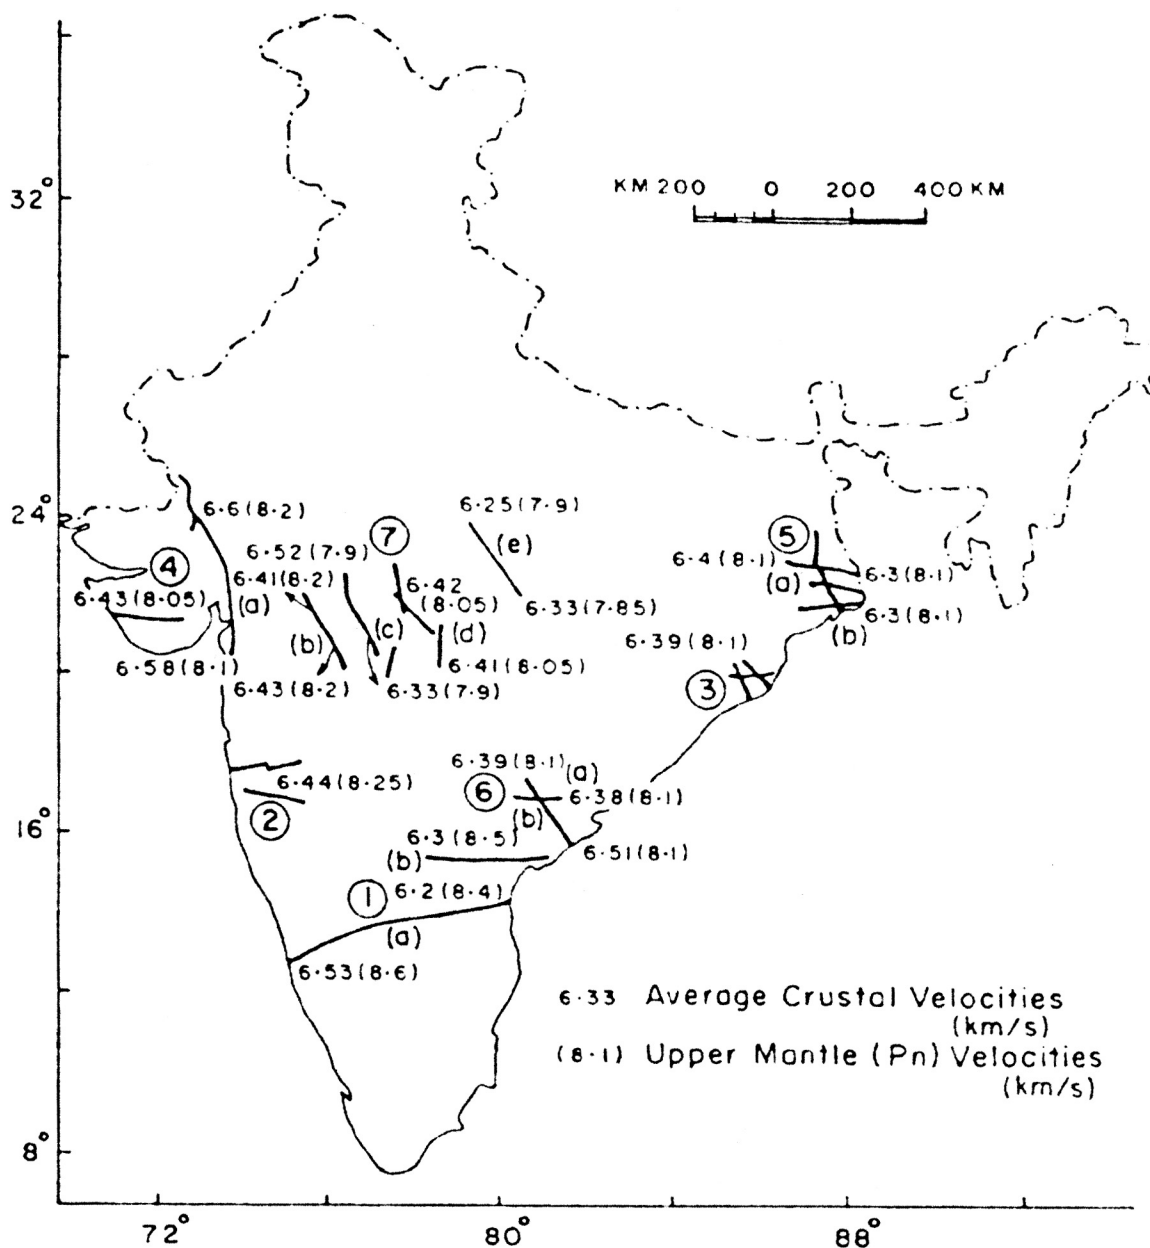 KM 200 0 200 400 KM
32°
24°
16°
8°
72° 80° 88°
6·6(8·2)
6·25(7·9)
7
6·52(7·9)
(e)
5
4
6·41(8·2)
6·42
(8·05)
6·4(8·1)
6·3(8·1)
(a)
6·43(8·05)
(a)
6·33(7·85)
6·3(8·1)
(b)
(b)
(c)
(d)
6·39(8·1)
6·58(8·1)
6·41(8·05)
6·43(8·2)
6·33(7·9)
3
6·39(8·1)
(a)
6·44(8·25)
6
6·38(8·1)
2
(b)
6·3(8·5)
6·51(8·1)
(b)
1
6·2(8·4)
(a)
6·53(8·6)
6·33 Average Crustal Velocities
(km/s)
(8·1) Upper Mantle (Pn) Velocities
(km/s)